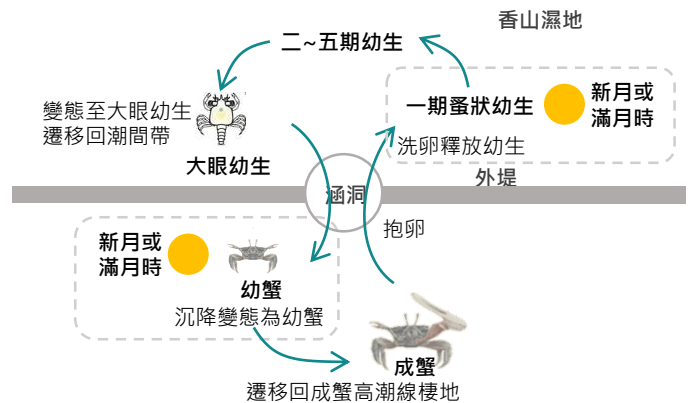 香山濕地
二~五期幼生
一期蚤狀幼生
新月或
滿月時
洗卵釋放幼生
變態至大眼幼生
遷移回潮間帶
大眼幼生
外堤
涵洞
抱卵
新月或
滿月時
幼蟹
沉降變態為幼蟹
成蟹
遷移回成蟹高潮線棲地